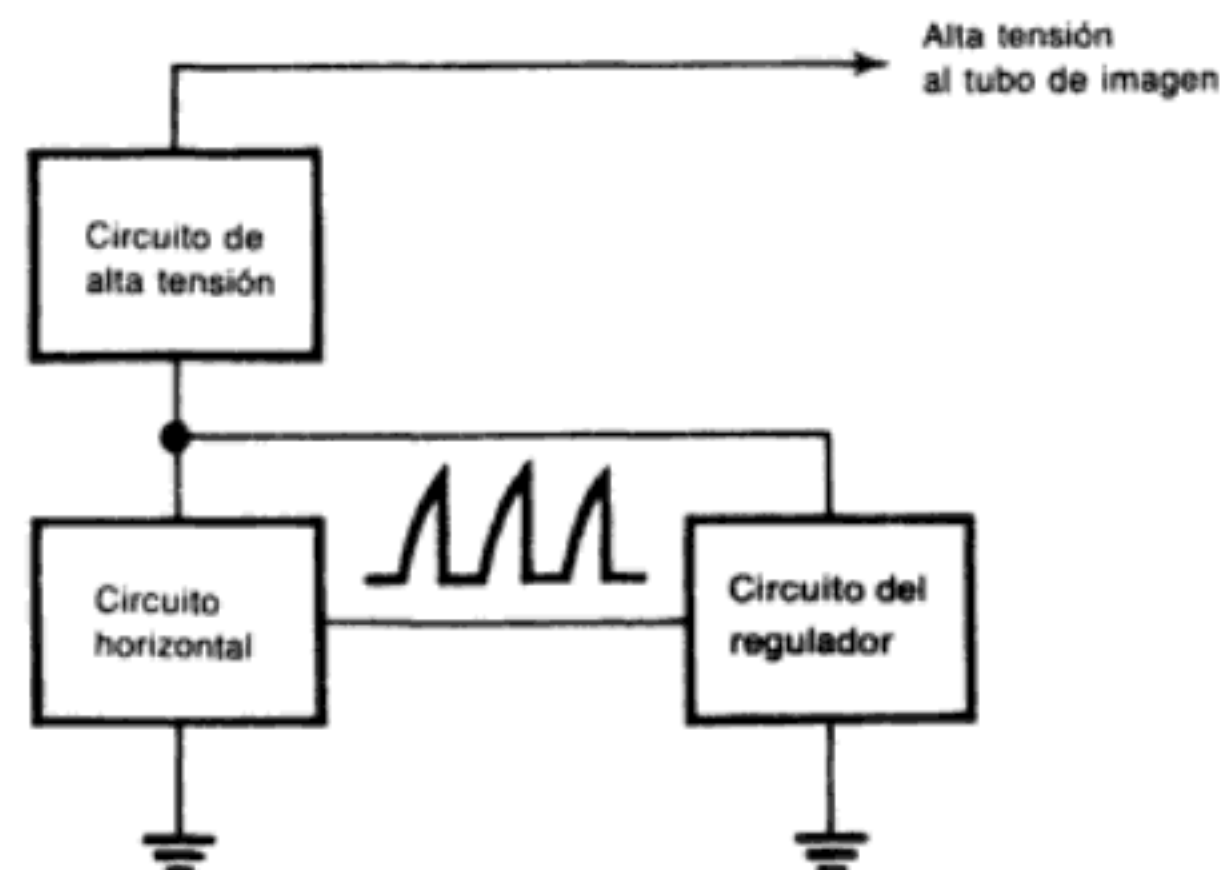 Alta tensión
al tubo de imagen
Circuito de
alta tensión
Circuito
horizontal
Circuito del
regulador